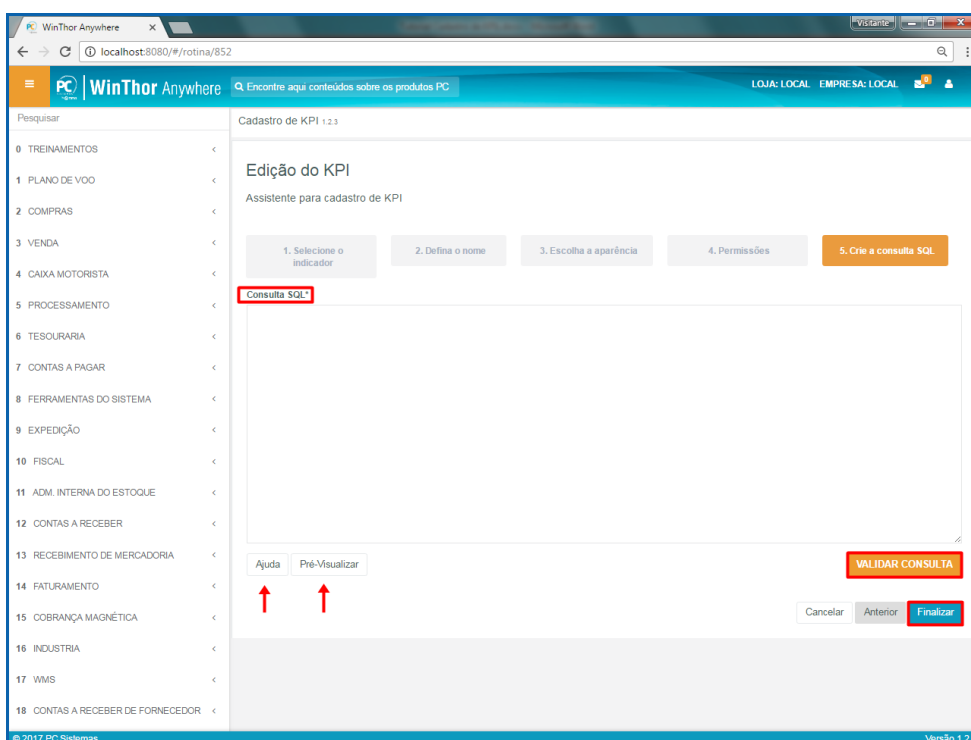 WinThor Anywhere
Visitante
localhost:8080/#/rotina/852
PC WinThor Anywhere
Encontre aqui conteúdos sobre os produtos PC
LOJA: LOCAL EMPRESA: LOCAL
0
Pesquisar
Cadastro de KPI 1.2.3
0 TREINAMENTOS
1 PLANO DE VOO
2 COMPRAS
3 VENDA
4 CAIXA MOTORISTA
5 PROCESSAMENTO
6 TESOURARIA
7 CONTAS A PAGAR
8 FERRAMENTAS DO SISTEMA
9 EXPEDIÇÃO
10 FISCAL
11 ADM. INTERNA DO ESTOQUE
12 CONTAS A RECEBER
13 RECEBIMENTO DE MERCADORIA
14 FATURAMENTO
15 COBRANÇA MAGNÉTICA
16 INDUSTRIA
17 WMS
18 CONTAS A RECEBER DE FORNECEDOR
Edição do KPI
Assistente para cadastro de KPI
1. Selecione o
indicador
2. Defina o nome
3. Escolha a aparência
4. Permissões
5. Crie a consulta SQL
Consulta SQL*
Ajuda
Pré-Visualizar
VALIDAR CONSULTA
Cancelar
Anterior
Finalizar
© 2017 PC Sistemas
Versão 1.2